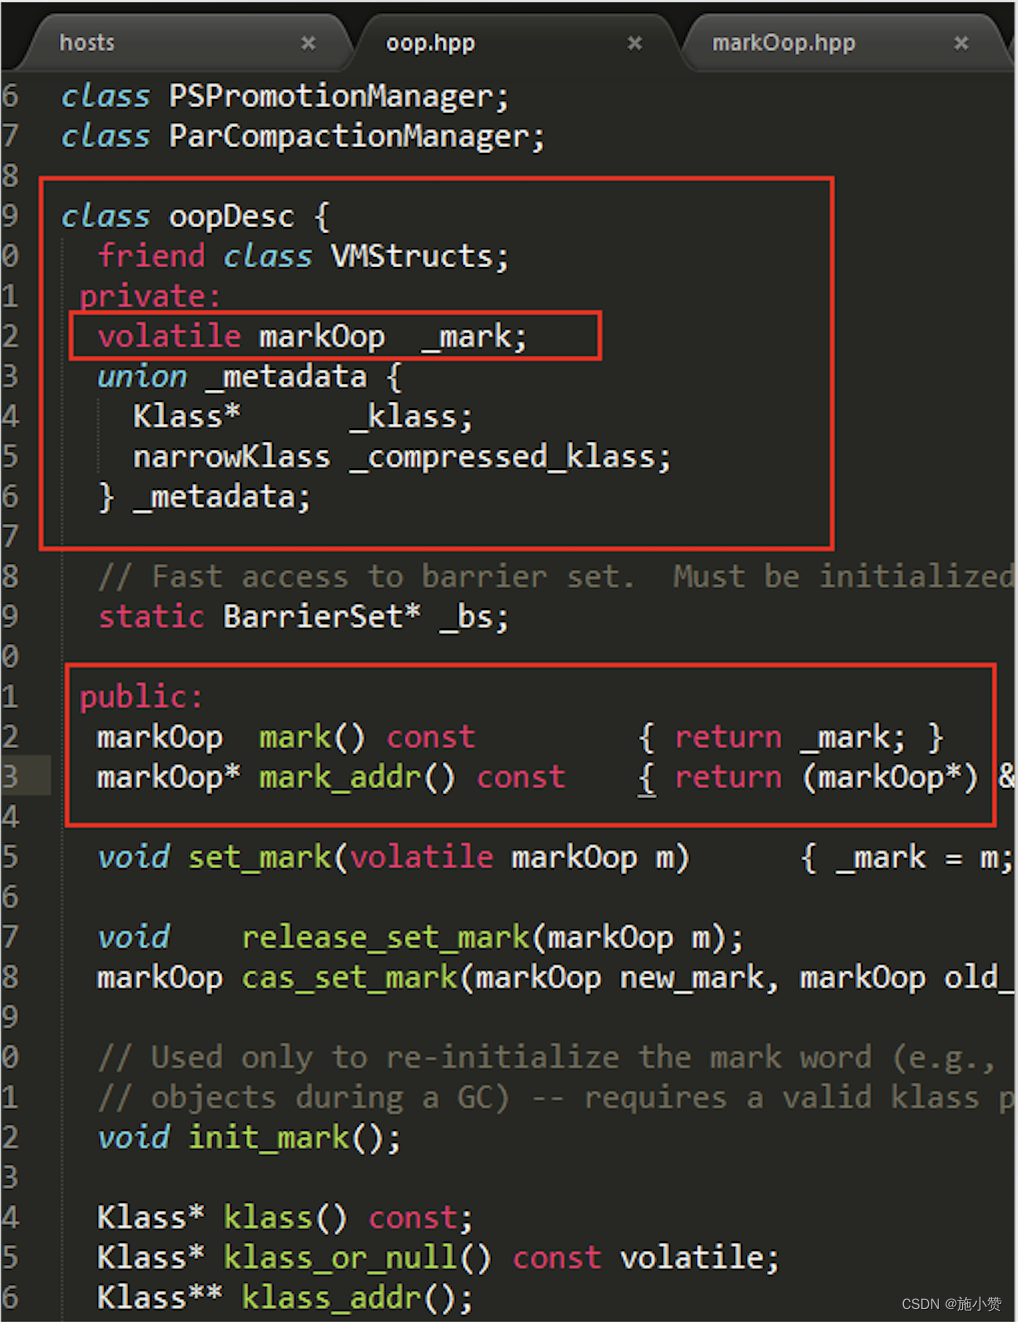 hosts × oop.hpp × markOop.hpp ×
6 class PSPromotionManager;
7 class ParCompactionManager;
8
9 class oopDesc {
0 friend class VMStructs;
1 private:
2 volatile markOop _mark;
3 union _metadata {
4 Klass* _klass;
5 narrowKlass _compressed_klass;
6 } _metadata;
7
8 // Fast access to barrier set. Must be initialized
9 static BarrierSet* _bs;
0
1 public:
2 markOop mark() const { return _mark; }
3 markOop* mark_addr() const { return (markOop*) &
4
5 void set_mark(volatile markOop m) { _mark = m;
6
7 void release_set_mark(markOop m);
8 markOop cas_set_mark(markOop new_mark, markOop old_
9
0 // Used only to re-initialize the mark word (e.g.,
1 // objects during a GC) -- requires a valid klass p
2 void init_mark();
3
4 Klass* klass() const;
5 Klass* klass_or_null() const volatile;
6 Klass** klass_addr();
CSDN @施小赞